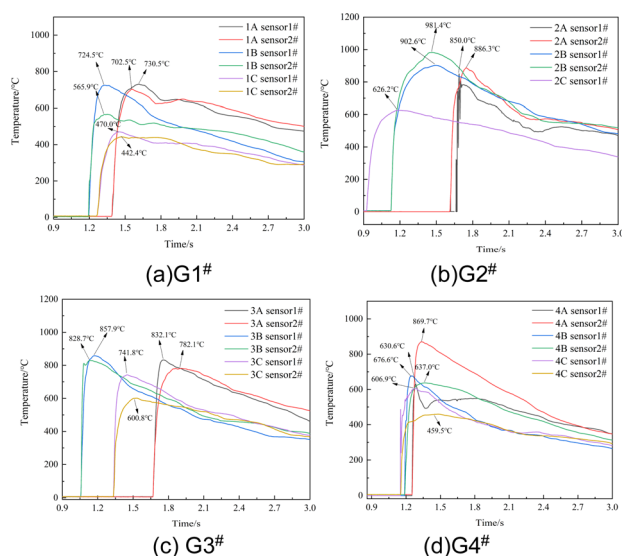 1000
800
600
400
200
0
0.9 1.2 1.5 1.8 2.1 2.4 2.7 3.0
Temperature/°C
Time/s
724.5°C
702.5°C
730.5°C
565.9°C
470.0°C
442.4°C
1A sensor1#
1A sensor2#
1B sensor1#
1B sensor2#
1C sensor1#
1C sensor2#
(a)G1#
1000
800
600
400
200
0
0.9 1.2 1.5 1.8 2.1 2.4 2.7 3.0
Temperature/°C
Time/s
981.4°C
902.6°C
850.0°C
886.3°C
626.2°C
2A sensor1#
2A sensor2#
2B sensor1#
2B sensor2#
2C sensor1#
(b)G2#
1200
1000
800
600
400
200
0
0.9 1.2 1.5 1.8 2.1 2.4 2.7 3.0
Temperature/°C
Time/s
828.7°C
857.9°C
832.1°C
782.1°C
741.8°C
600.8°C
3A sensor1#
3A sensor2#
3B sensor1#
3B sensor2#
3C sensor1#
3C sensor2#
(c) G3#
1000
800
600
400
200
0
0.9 1.2 1.5 1.8 2.1 2.4 2.7 3.0
Temperature/°C
Time/s
869.7°C
630.6°C
676.6°C
637.0°C
606.9°C
459.5°C
4A sensor1#
4A sensor2#
4B sensor1#
4B sensor2#
4C sensor1#
4C sensor2#
(d)G4#